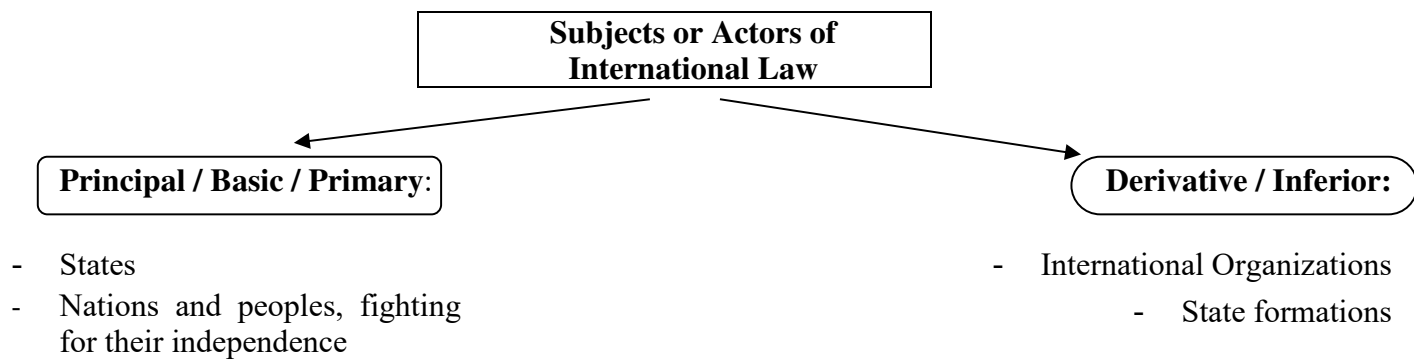 Subjects or Actors of
International Law
Principal / Basic / Primary:
- States
- Nations and peoples, fighting
for their independence
Derivative / Inferior:
- International Organizations
- State formations